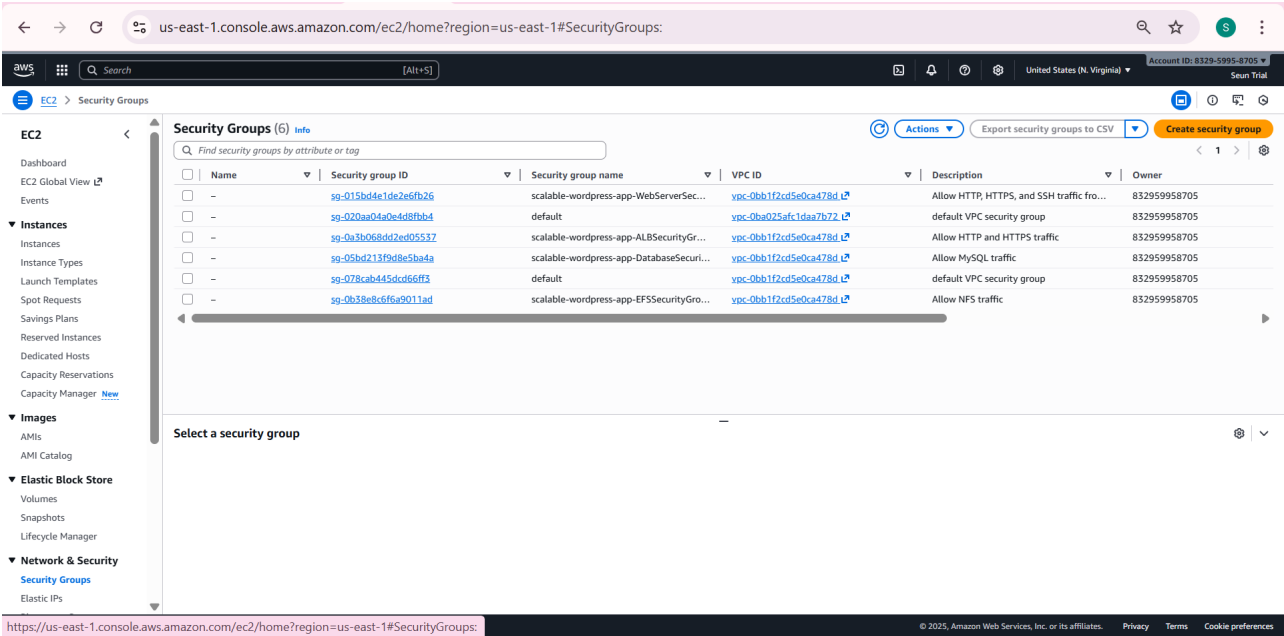 us-east-1.console.aws.amazon.com/ec2/home?region=us-east-1#SecurityGroups:
S
aws
Search [Alt+S]
United States (N. Virginia)
Account ID: 8329-5995-8705
Seun Trial
EC2 > Security Groups
EC2
Dashboard
EC2 Global View
Events
Instances
Instances
Instance Types
Launch Templates
Spot Requests
Savings Plans
Reserved Instances
Dedicated Hosts
Capacity Reservations
Capacity Manager New
Images
AMIs
AMI Catalog
Elastic Block Store
Volumes
Snapshots
Lifecycle Manager
Network & Security
Security Groups
Elastic IPs
Security Groups (6) Info
Actions Export security groups to CSV Create security group
Find security groups by attribute or tag
1
Name Security group ID Security group name VPC ID Description Owner
– sg-015bd4e1de2e6fb26 scalable-wordpress-app-WebServerSec... vpc-0bb1f2cd5e0ca478d Allow HTTP, HTTPS, and SSH traffic fro... 832959958705
– sg-020aa04a0e4d8fbb4 default vpc-0ba025afc1daa7b72 default VPC security group 832959958705
– sg-0a3b068dd2ed05537 scalable-wordpress-app-ALBSecurityGr... vpc-0bb1f2cd5e0ca478d Allow HTTP and HTTPS traffic 832959958705
– sg-05bd213f9d8e5ba4a scalable-wordpress-app-DatabaseSecuri... vpc-0bb1f2cd5e0ca478d Allow MySQL traffic 832959958705
– sg-078cab445dcd66ff3 default vpc-0bb1f2cd5e0ca478d default VPC security group 832959958705
– sg-0b38e8c6f6a9011ad scalable-wordpress-app-EFSSecurityGro... vpc-0bb1f2cd5e0ca478d Allow NFS traffic 832959958705
Select a security group
https://us-east-1.console.aws.amazon.com/ec2/home?region=us-east-1#SecurityGroups:
© 2025, Amazon Web Services, Inc. or its affiliates. Privacy Terms Cookie preferences